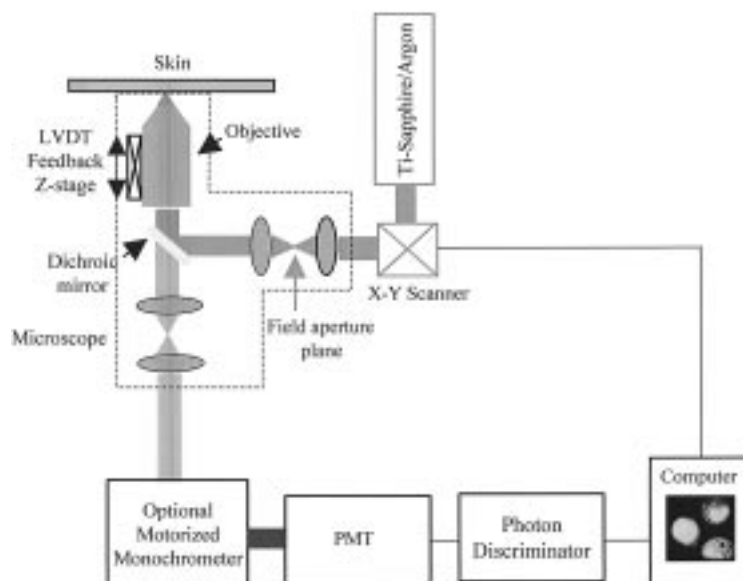 Skin
Ti-Sapphire/Argon
LVDT
Feedback
Z-stage
Objective
Dichroic
mirror
X-Y Scanner
Field aperture
plane
Microscope
Computer
Optional
Motorized
Monochrometer
PMT
Photon
Discriminator